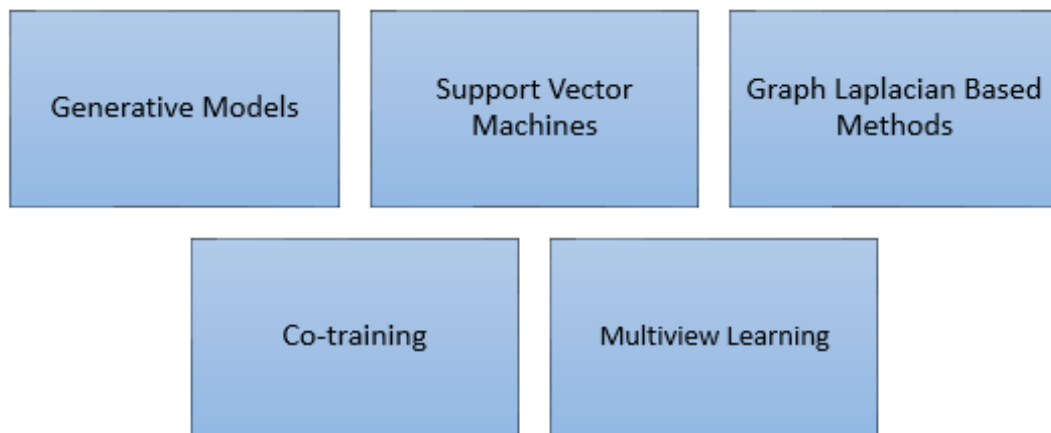 Generative Models
Support Vector
Machines
Graph Laplacian Based
Methods
Co-training
Multiview Learning